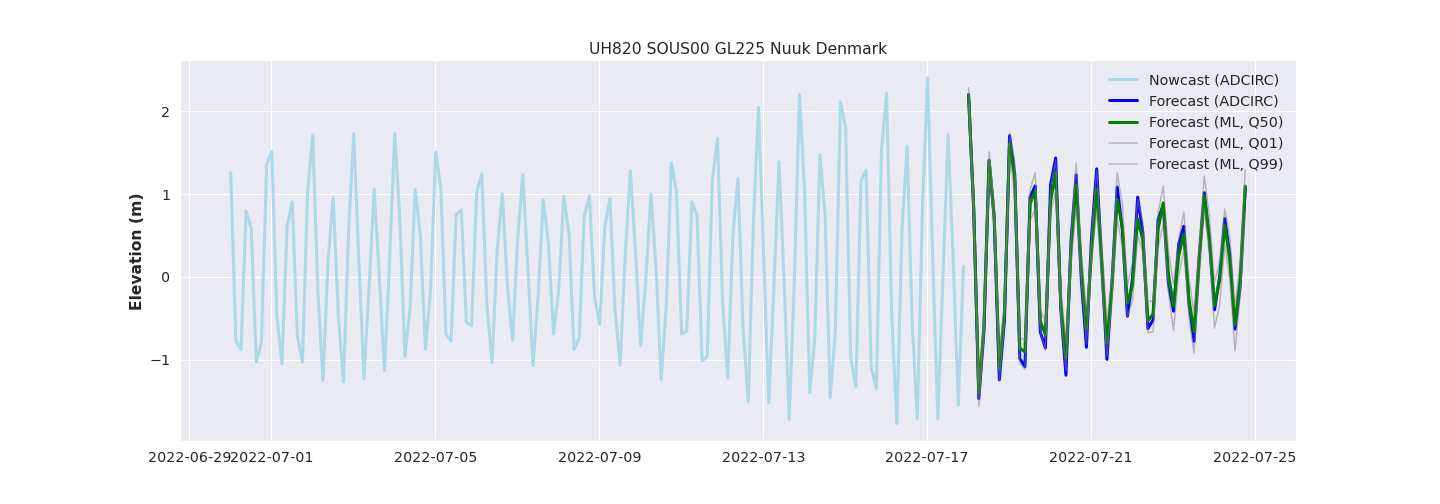 UH820 SOUS00 GL225 Nuuk Denmark
Nowcast (ADCIRC)
Forecast (ADCIRC)
Forecast (ML, Q50)
Forecast (ML, Q01)
Forecast (ML, Q99)
Elevation (m)
2
1
0
−1
2022-06-29 2022-07-01 2022-07-05 2022-07-09 2022-07-13 2022-07-17 2022-07-21 2022-07-25